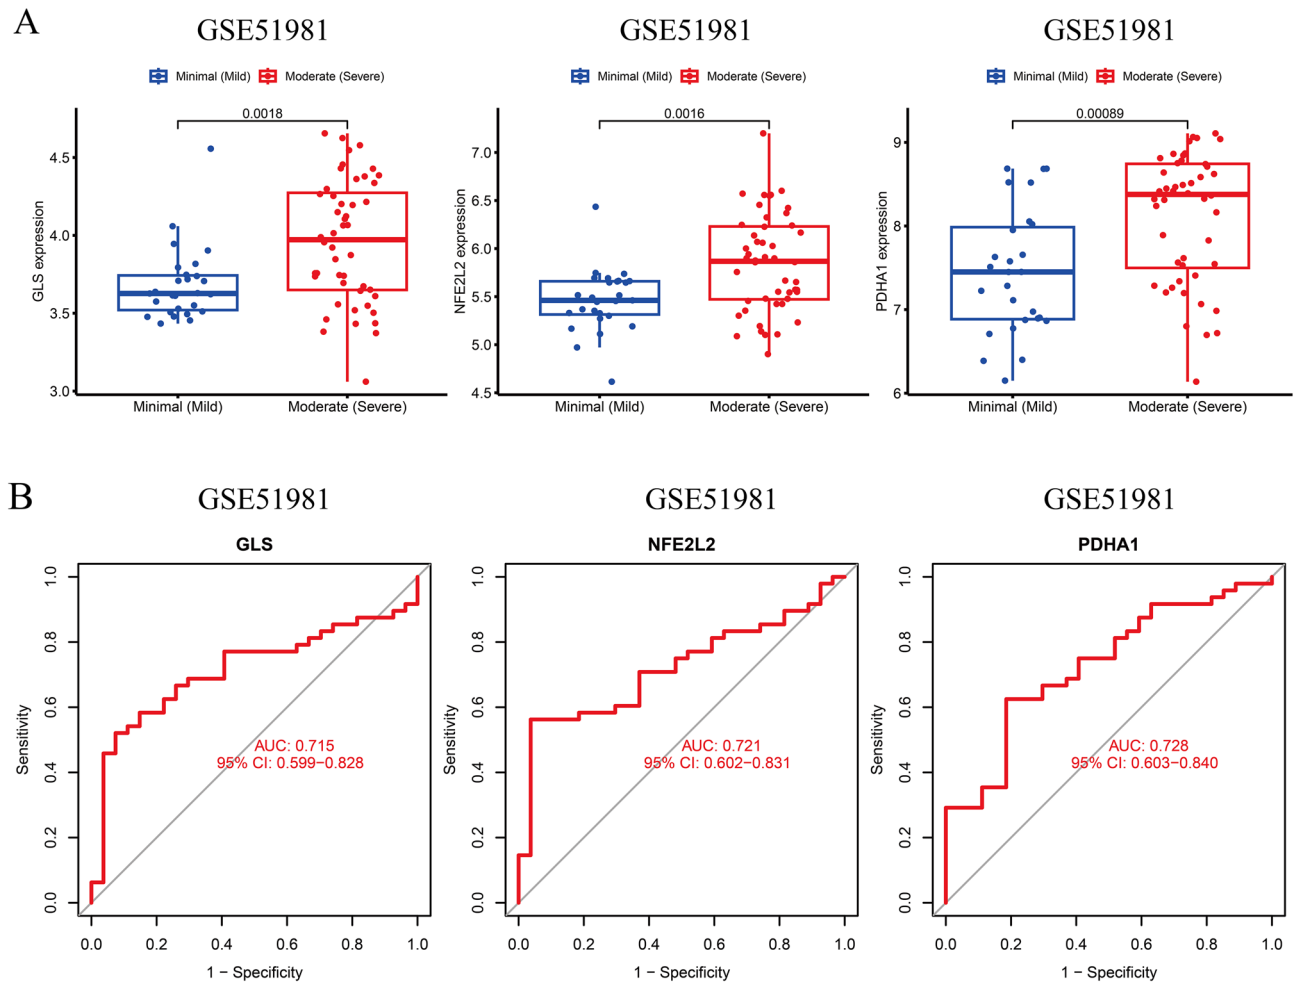 A
GSE51981
Minimal (Mild) Moderate (Severe)
0.0018
GLS expression
4.5
4.0
3.5
3.0
Minimal (Mild) Moderate (Severe)
GSE51981
Minimal (Mild) Moderate (Severe)
0.0016
NFE2L2 expression
7.0
6.5
6.0
5.5
5.0
4.5
Minimal (Mild) Moderate (Severe)
GSE51981
Minimal (Mild) Moderate (Severe)
0.00089
PDHA1 expression
9
8
7
6
Minimal (Mild) Moderate (Severe)
B
GSE51981
GLS
Sensitivity
1.0
0.8
0.6
0.4
0.2
0.0
AUC: 0.715
95% CI: 0.599−0.828
0.0 0.2 0.4 0.6 0.8 1.0
1 − Specificity
GSE51981
NFE2L2
Sensitivity
1.0
0.8
0.6
0.4
0.2
0.0
AUC: 0.721
95% CI: 0.602−0.831
0.0 0.2 0.4 0.6 0.8 1.0
1 − Specificity
GSE51981
PDHA1
Sensitivity
1.0
0.8
0.6
0.4
0.2
0.0
AUC: 0.728
95% CI: 0.603−0.840
0.0 0.2 0.4 0.6 0.8 1.0
1 − Specificity